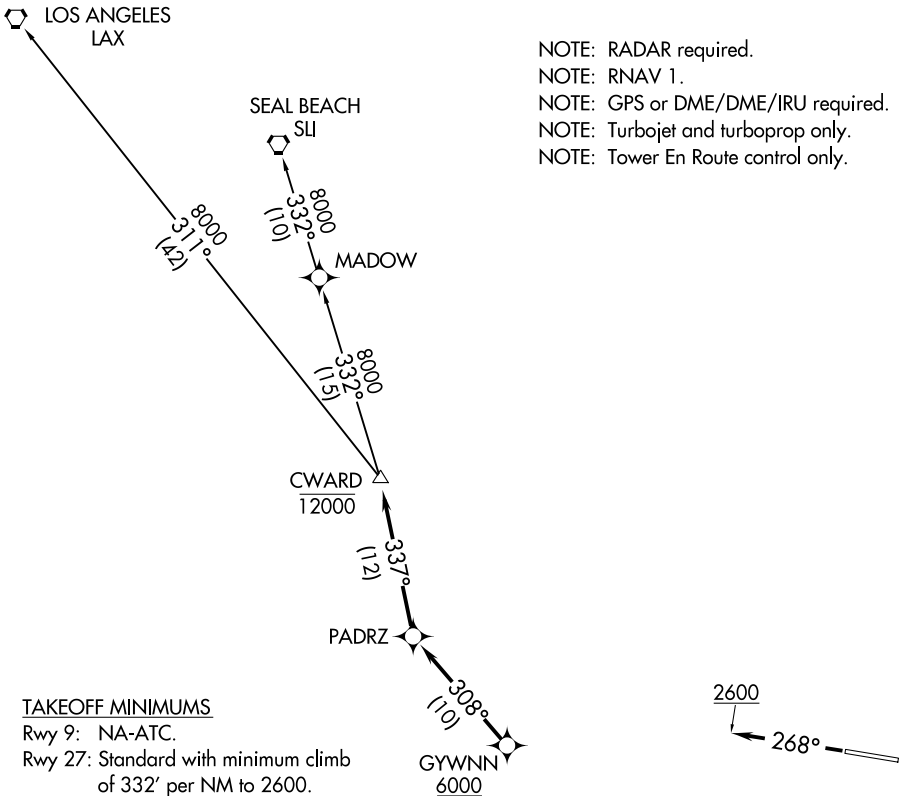 LOS ANGELES
LAX
NOTE: RADAR required.
NOTE: RNAV 1.
NOTE: GPS or DME/DME/IRU required.
NOTE: Turbojet and turboprop only.
NOTE: Tower En Route control only.
SEAL BEACH
SLI
8000
332°
(10)
8000
311°
(42)
MADOW
8000
332°
(15)
CWARD
12000
337°
(12)
PADRZ
308°
(10)
GYWNN
6000
2600
268°
TAKEOFF MINIMUMS
Rwy 9: NA-ATC.
Rwy 27: Standard with minimum climb
of 332' per NM to 2600.